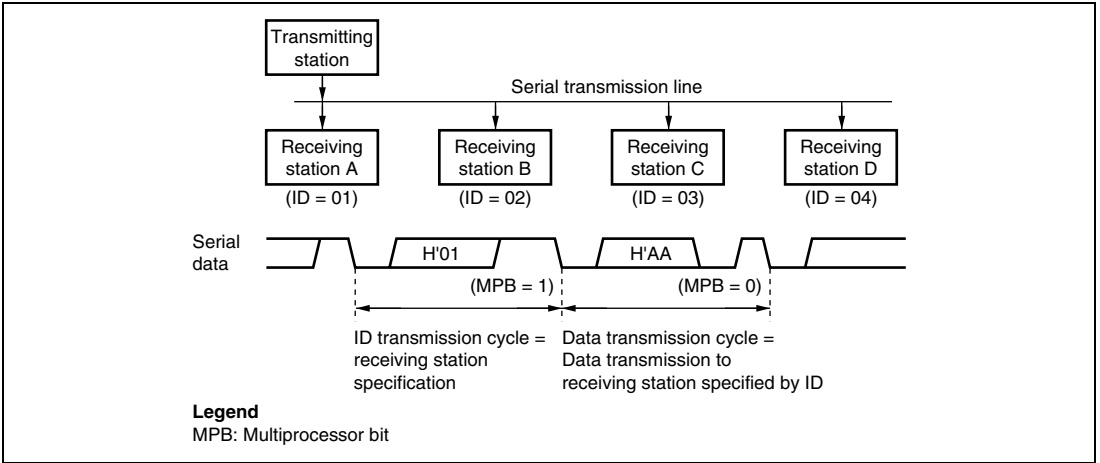 Transmitting
station
Serial transmission line
Receiving
station A
Receiving
station B
Receiving
station C
Receiving
station D
(ID = 01)
(ID = 02)
(ID = 03)
(ID = 04)
Serial
data
H'01
H'AA
(MPB = 1)
(MPB = 0)
ID transmission cycle =
receiving station
specification
Data transmission cycle =
Data transmission to
receiving station specified by ID
Legend
MPB: Multiprocessor bit